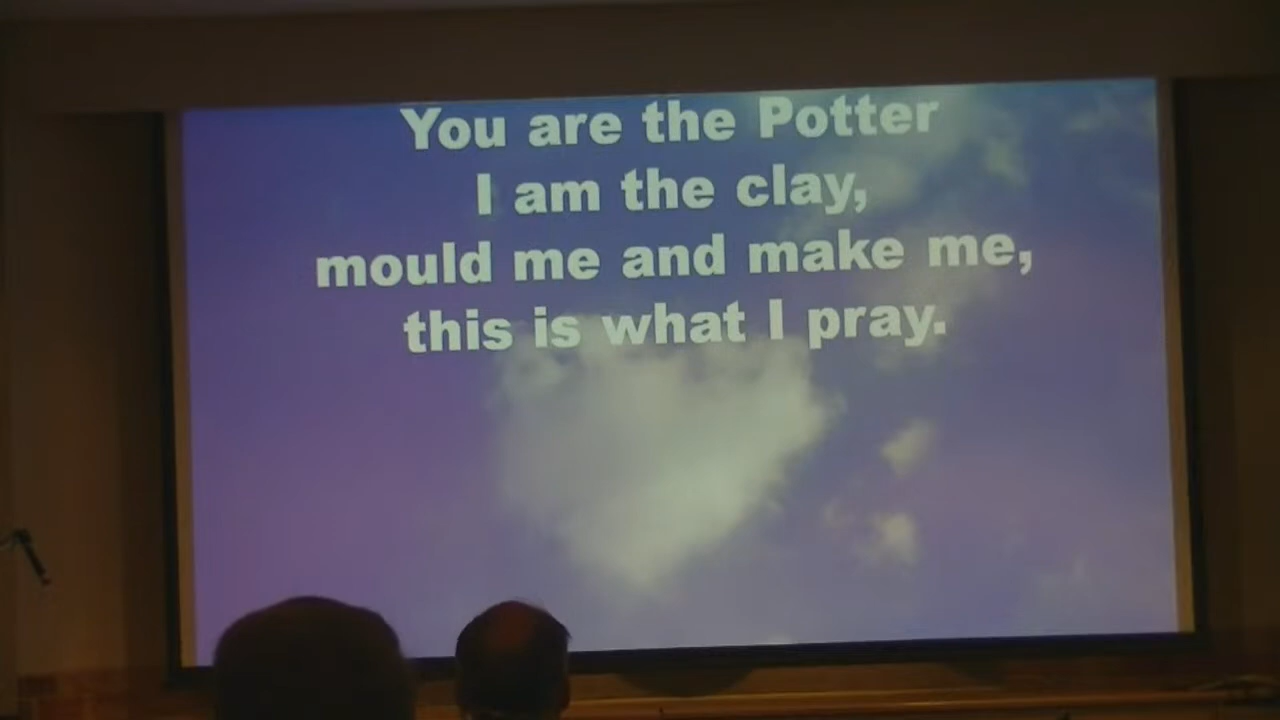 You are the Potter
I am the clay,
mould me and make me,
this is what I pray.